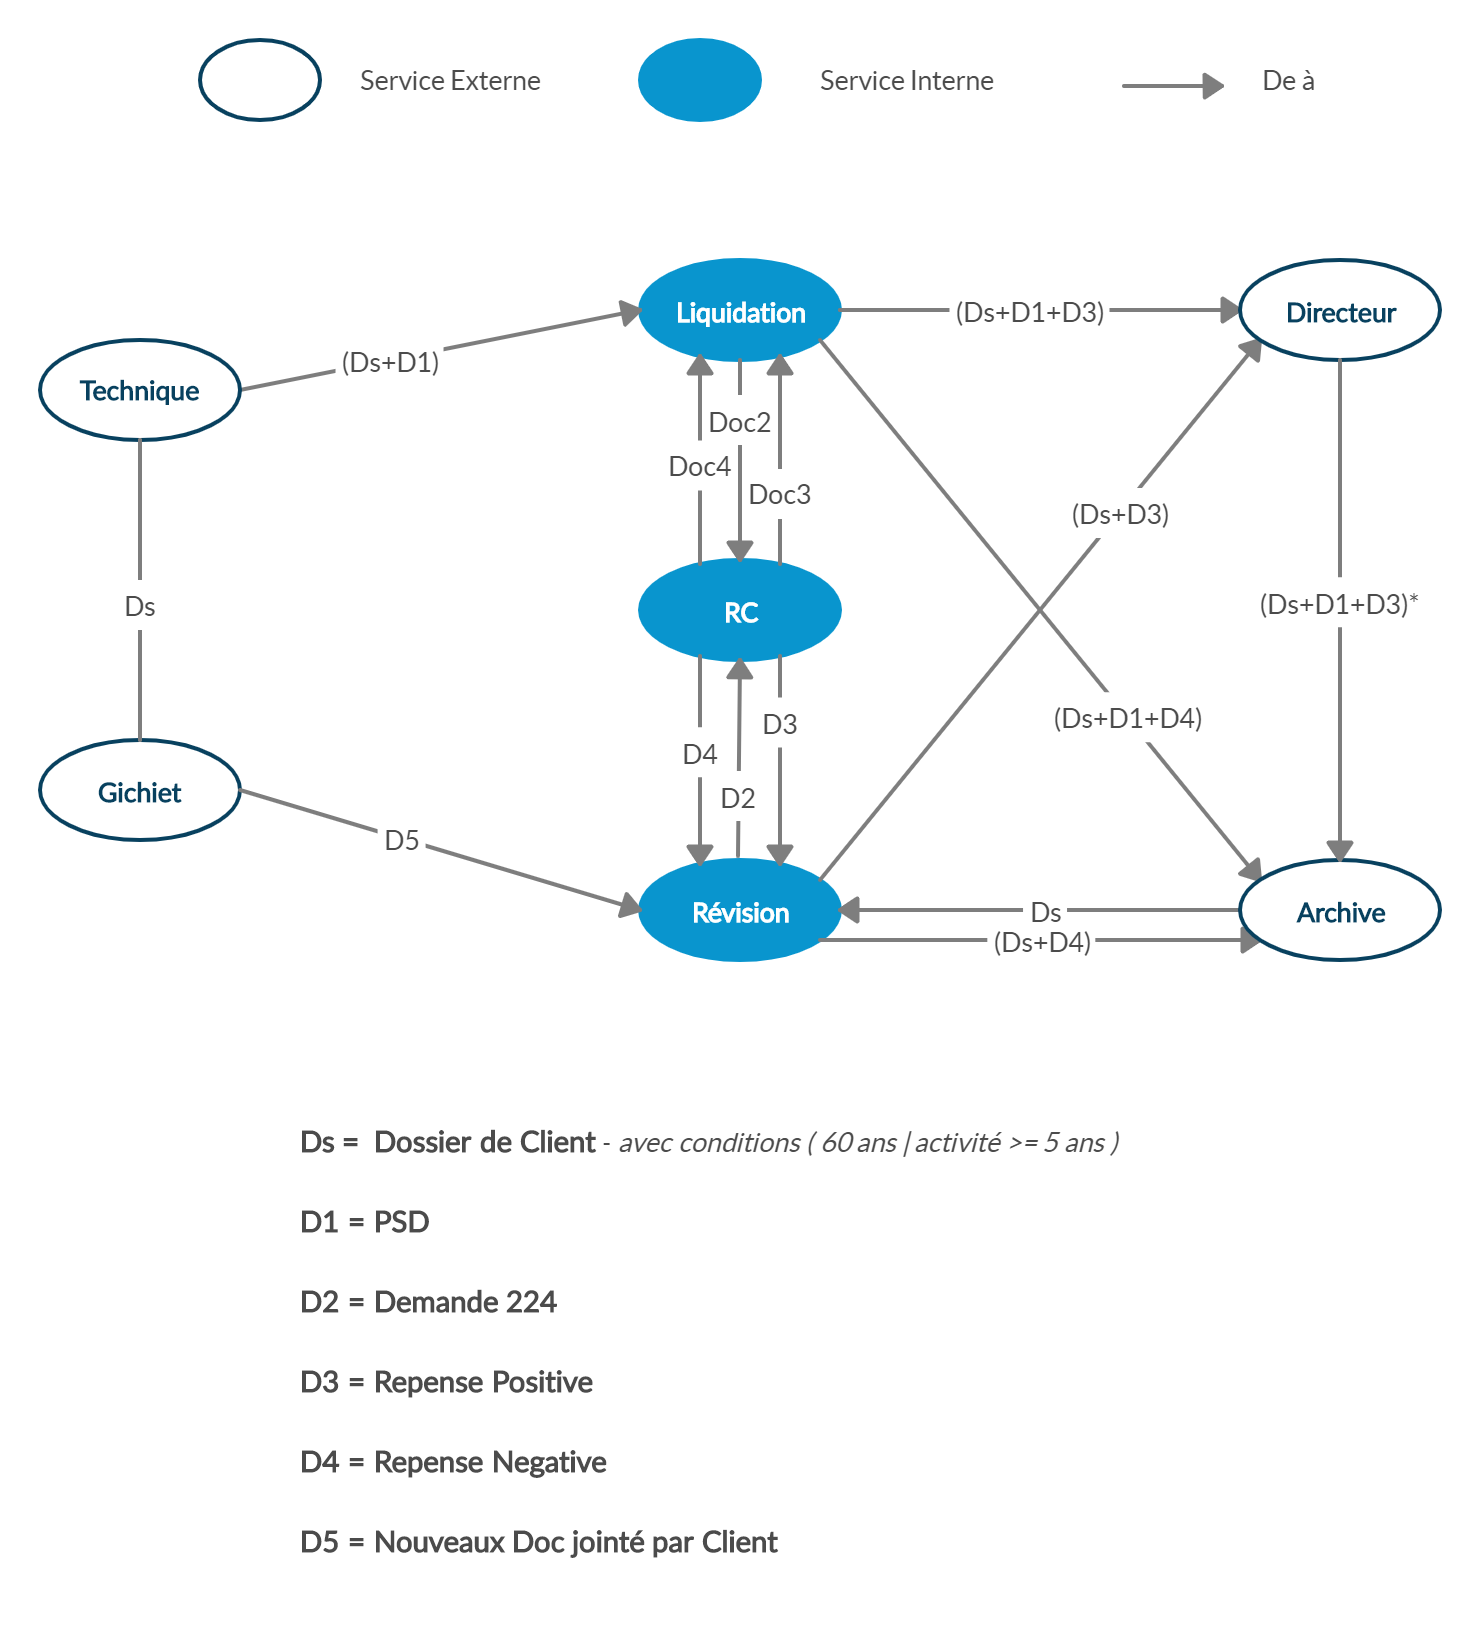 Service Externe
Service Interne
De à
Liquidation
(Ds+D1+D3)
Directeur
(Ds+D1)
Technique
Doc2
Doc4
Doc3
(Ds+D3)
Ds
RC
(Ds+D1+D3)*
D3
(Ds+D1+D4)
D4
D2
Gichiet
D5
Révision
Ds
Archive
(Ds+D4)
Ds = Dossier de Client - avec conditions ( 60 ans | activité >= 5 ans )
D1 = PSD
D2 = Demande 224
D3 = Repense Positive
D4 = Repense Negative
D5 = Nouveaux Doc jointé par Client